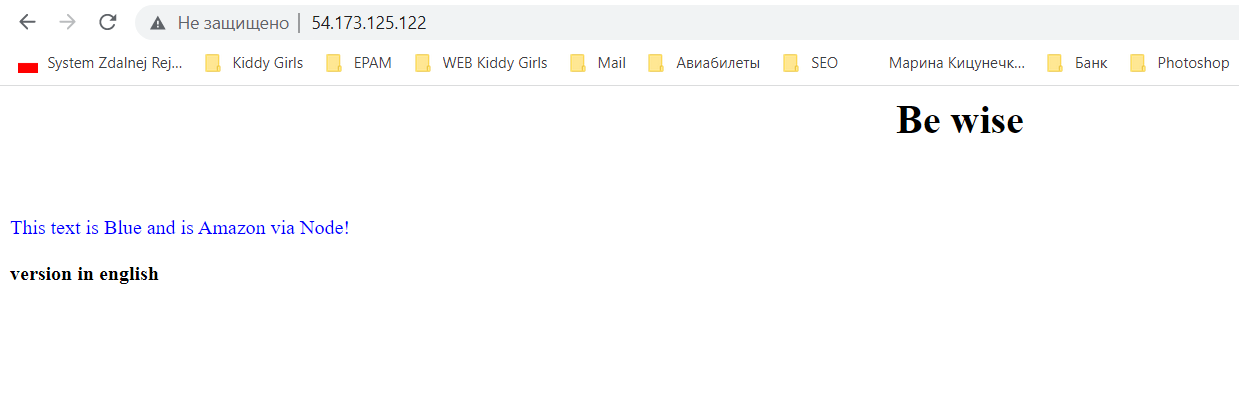 Не защищено | 54.173.125.122
System Zdalnej Rej... Kiddy Girls EPAM WEB Kiddy Girls Mail Авиабилеты SEO Марина Кицунечк... Банк Photoshop
Be wise
This text is Blue and is Amazon via Node!
version in english